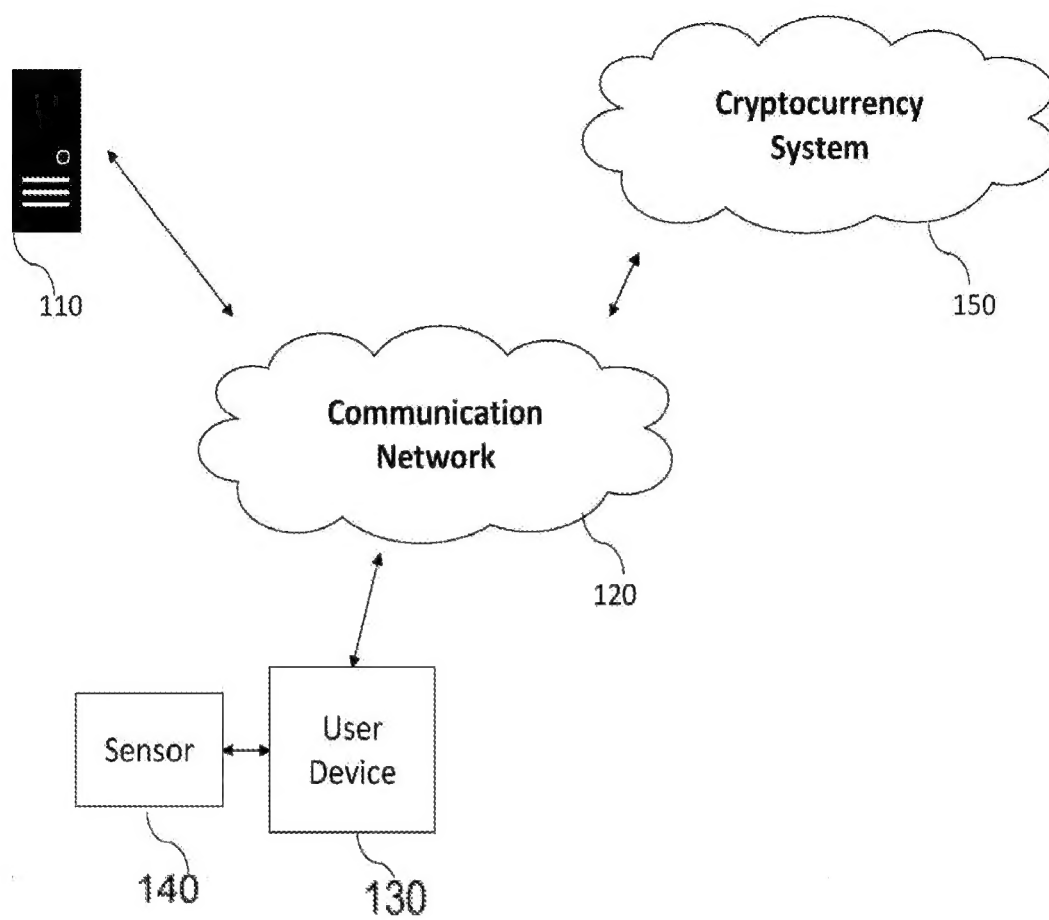 Cryptocurrency
System
110
150
Communication
Network
120
Sensor
User
Device
140
130